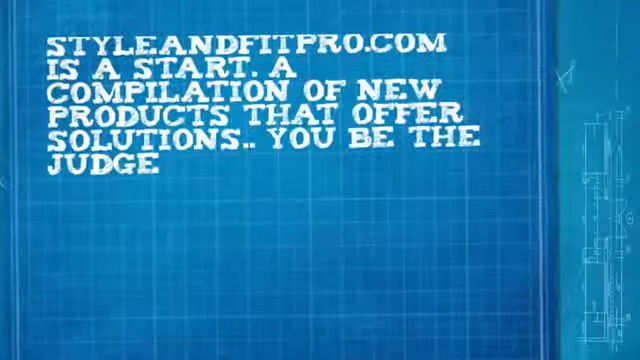 STYLEANDFITPRO.COM
IS A START. A
COMPILATION OF NEW
PRODUCTS THAT OFFER
SOLUTIONS.. YOU BE THE
JUDGE